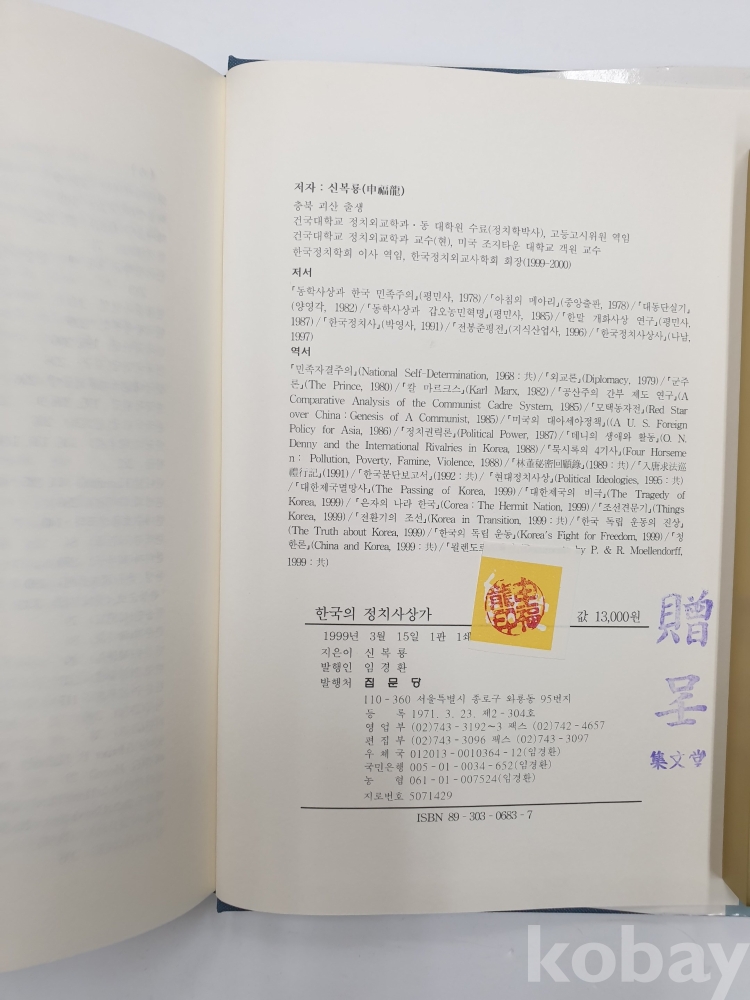 저자 : 신복룡(申福龍)
충북 괴산 출생
건국대학교 정치외교학과 · 동 대학원 수료(정치학박사), 고등고시위원 역임
건국대학교 정치외교학과 교수(현), 미국 조지타운 대학교 객원 교수
한국정치학회 이사 역임, 한국정치외교사학회 회장(1999-2000)
저서
「동학사상과 한국 민족주의」(평민사, 1978)/「아침의 메아리」(중앙출판, 1978)/「대동단실기」
(양영각, 1982)/「동학사상과 갑오농민혁명」(평민사, 1985)/「한말 개화사상 연구」(평민사,
1987)/「한국정치사」(박영사, 1991)/「전봉준평전」(지식산업사, 1996)/「한국정치사상사」(나남,
1997)
역서
「민족자결주의」(National Self-Determination, 1968 : 共)/「외교론」(Diplomacy, 1979)/「군주
론」(The Prince, 1980)/「칼 마르크스」(Karl Marx, 1982)/「공산주의 간부 제도 연구」(A
Comparative Analysis of the Communist Cadre System, 1985)/「모택동자전」(Red Star
over China : Genesis of A Communist, 1985)/「미국의 대아세아정책」(A U. S. Foreign
Policy for Asia, 1986)/「정치권력론」(Political Power, 1987)/「데니의 생애와 활동」(O. N.
Denny and the International Rivalries in Korea, 1988)/「묵시록의 4기사」(Four Horseme
n : Pollution, Poverty, Famine, Violence, 1988)/「林董秘密回顧錄」(1989 : 共)/「入唐求法巡
禮行記」(1991)/「한국분단보고서」(1992 : 共)/「현대정치사상」(Political Ideologies, 1995 : 共)
/「대한제국멸망사」(The Passing of Korea, 1999)/「대한제국의 비극」(The Tragedy of
Korea, 1999)/「은자의 나라 한국」(Corea : The Hermit Nation, 1999)/「조선견문기」(Things
Korea, 1999)/「전환기의 조선」(Korea in Transition, 1999 : 共)/「한국 독립 운동의 진상」
(The Truth about Korea, 1999)/「한국의 독립 운동」(Korea's Fight for Freedom, 1999)/「청
한론」(China and Korea, 1999 : 共)/「묄렌도르 by P. & R. Moellendorff,
1999 : 共)
한국의 정치사상가 값 13,000원
1999년 3월 15일 1판 1쇄
지은이 신복룡
발행인 임경환
발행처 집문당
110-360 서울특별시 종로구 와룡동 95번지
등 록 1971. 3. 23. 제2-304호
영업부 (02)743-3192~3 팩스 (02)742-4657
편집부 (02)743-3096 팩스 (02)743-3097
우체국 012013-0010364-12(임경환)
국민은행 005-01-0034-652(임경환)
농 협 061-01-007524(임경환)
지로번호 5071429
ISBN 89-303-0683-7
贈
呈
集文堂
kobay